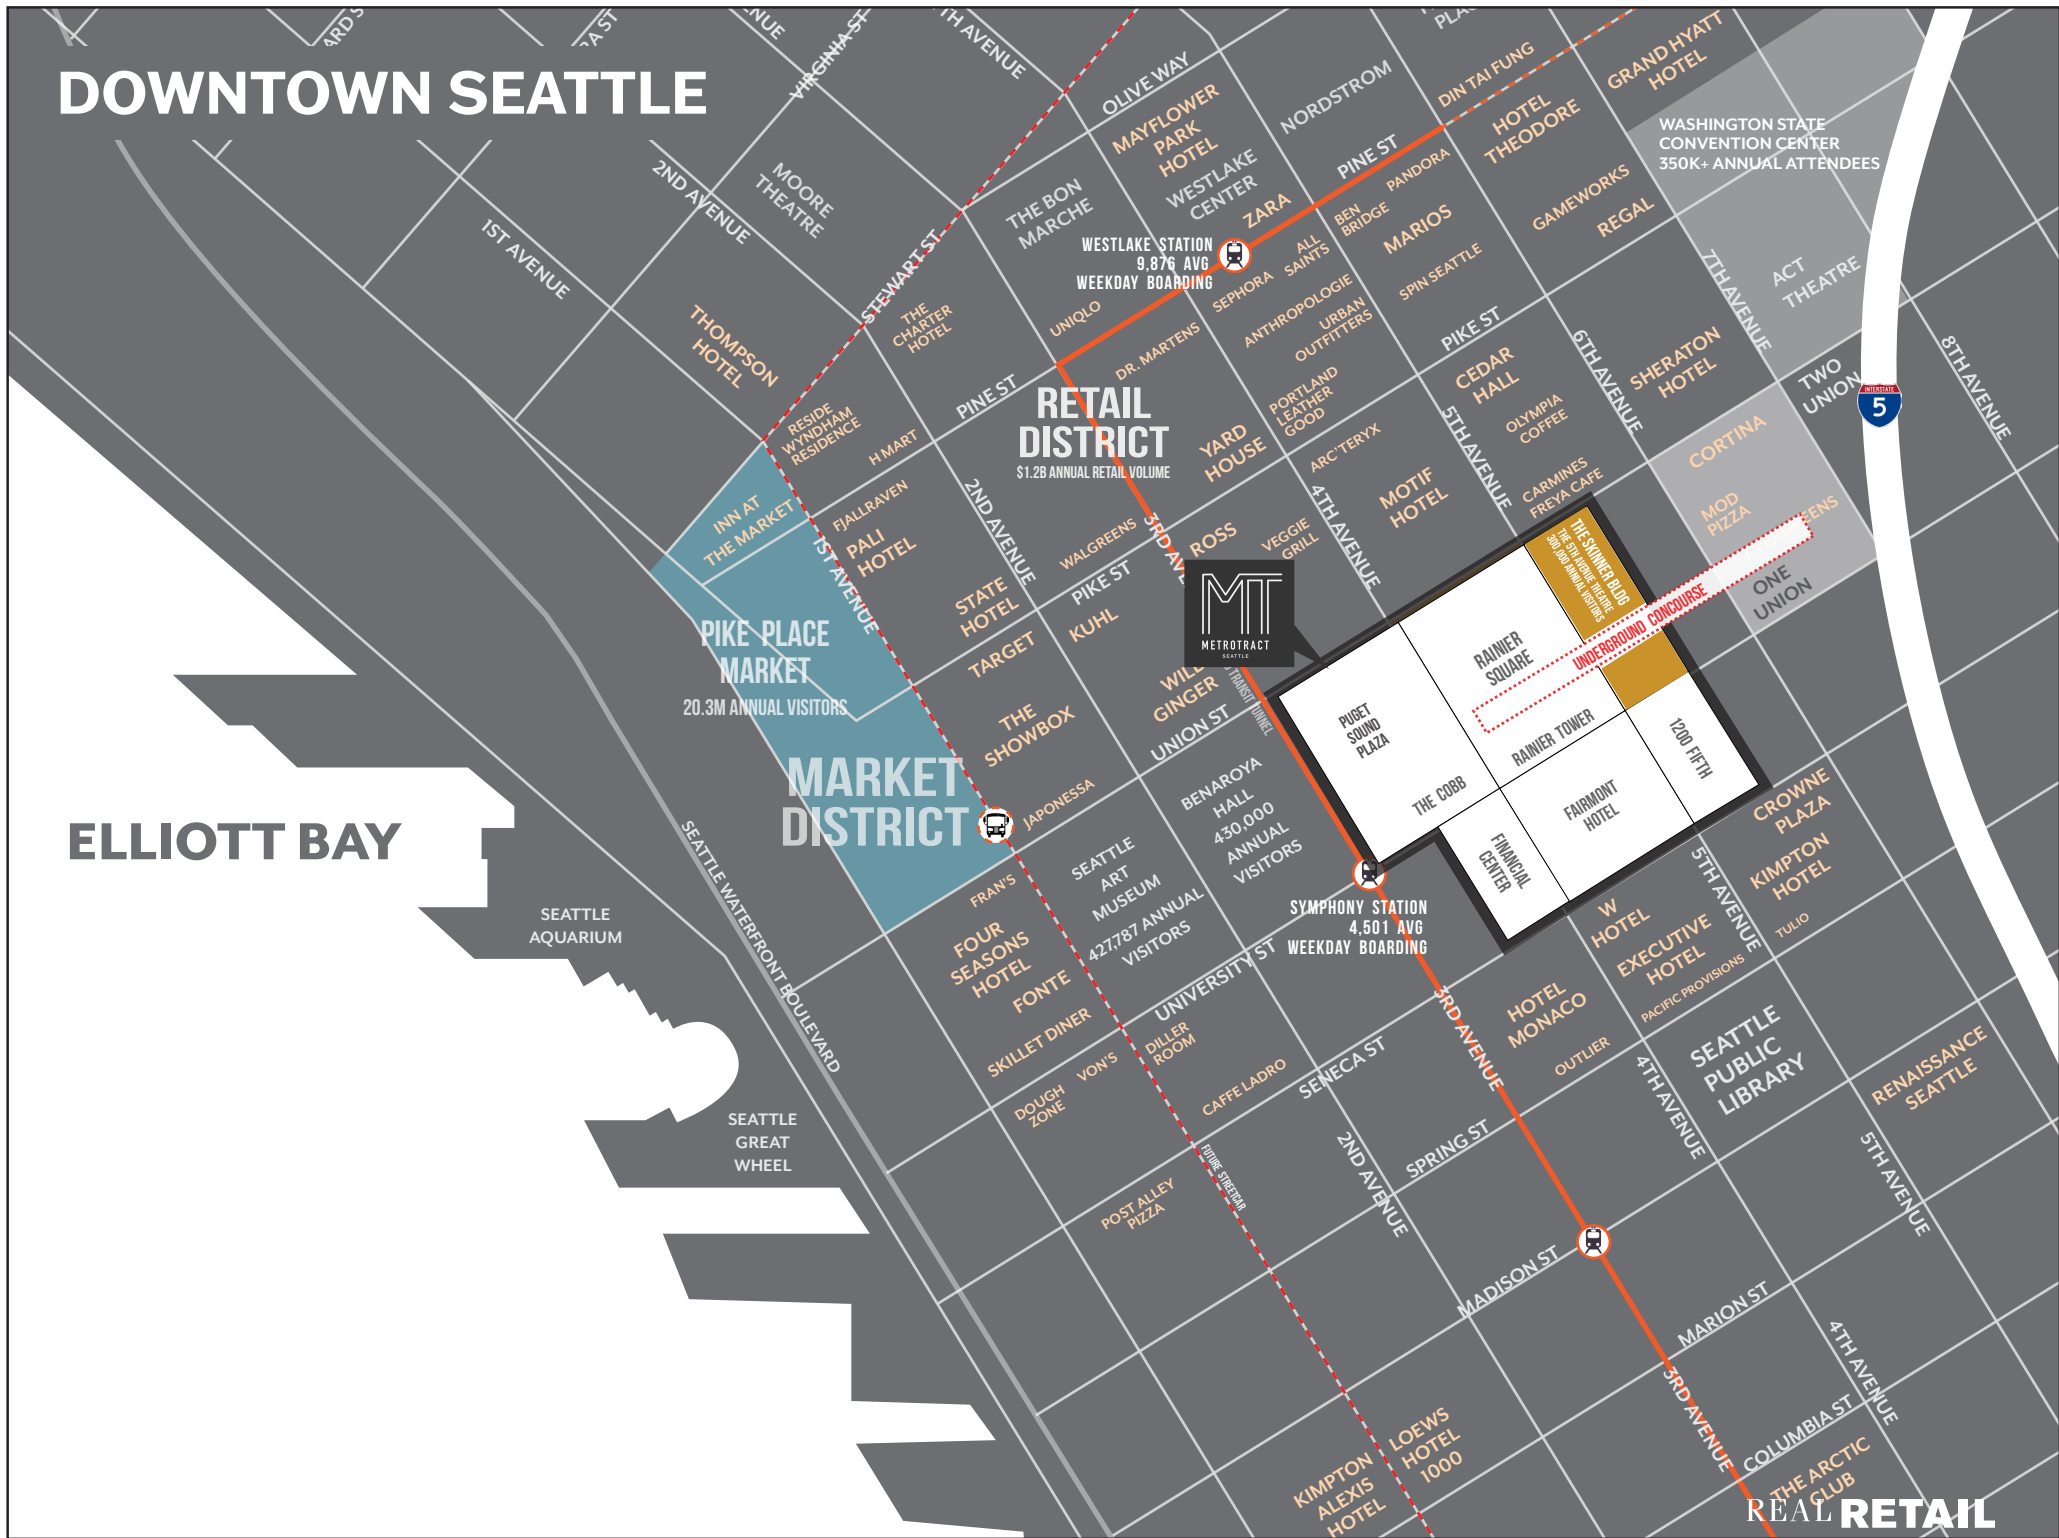 DOWNTOWN SEATTLE
VIRGINIA ST
OLIVE WAY
NORDSTROM
DIN TAI FUNG
GRAND HYATT
HOTEL
MAYFLOWER
PARK
HOTEL
HOTEL
THEODORE
WASHINGTON STATE
CONVENTION CENTER
350K+ ANNUAL ATTENDEES
2ND AVENUE
MOORE
THEATRE
THE BON
MARCHE
WESTLAKE
CENTER
ZARA
PINE ST
PANDORA
BEN
BRIDGE
MARIOS
GAMEWORKS
REGAL
1ST AVENUE
STEWART ST
WESTLAKE STATION
9,876 AVG
WEEKDAY BOARDING
ALL
SAINTS
SEPHORA
SPIN SEATTLE
7TH AVENUE
ACT
THEATRE
THOMPSON
HOTEL
THE
CHARTER
HOTEL
UNIQLO
DR. MARTENS
ANTHROPOLOGIE
URBAN
OUTFITTERS
PIKE ST
6TH AVENUE
SHERATON
HOTEL
8TH AVENUE
TWO
UNION
INTERSTATE
5
RESIDE
WYNDHAM
RESIDENCE
H MART
PINE ST
RETAIL
DISTRICT
$1.2B ANNUAL RETAIL VOLUME
YARD
HOUSE
PORTLAND
LEATHER
GOOD
ARC'TERYX
CEDAR
HALL
5TH AVENUE
OLYMPIA
COFFEE
CORTINA
INN AT
THE MARKET
FJALLRAVEN
PALI
HOTEL
1ST AVENUE
2ND AVENUE
WALGREENS
3RD AVE
ROSS
VEGGIE
GRILL
4TH AVENUE
MOTIF
HOTEL
CARMINES
FREYA CAFE
MOD
PIZZA
THE SKINNER BLDG
THE 5TH AVENUE THEATRE
300,000 ANNUAL VISITORS
UNDERGROUND CONCOURSE
ONE
UNION
STATE
HOTEL
PIKE ST
KUHL
TARGET
MT
METROTRACT
SEATTLE
PIKE PLACE
MARKET
20.3M ANNUAL VISITORS
WILD
GINGER
TRANSIT TUNNEL
RAINIER
SQUARE
PUGET
SOUND
PLAZA
RAINIER TOWER
THE COBB
1200 FIFTH
FAIRMONT
HOTEL
FINANCIAL
CENTER
THE
SHOWBOX
UNION ST
MARKET
DISTRICT
JAPONESSA
BENAROYA
HALL
430,000
ANNUAL
VISITORS
CROWNE
PLAZA
KIMPTON
HOTEL
5TH AVENUE
TULIO
ELLIOTT BAY
SEATTLE
AQUARIUM
SEATTLE WATERFRONT BOULEVARD
FRAN'S
FOUR
SEASONS
HOTEL
FONTE
SEATTLE
ART
MUSEUM
427,787 ANNUAL
VISITORS
SYMPHONY STATION
4,501 AVG
WEEKDAY BOARDING
W
HOTEL
EXECUTIVE
HOTEL
PACIFIC PROVISIONS
UNIVERSITY ST
SKILLET DINER
VON'S
DOUGH
ZONE
DILLER
ROOM
CAFFE LADRO
SENECA ST
3RD AVENUE
HOTEL
MONACO
OUTLIER
4TH AVENUE
SEATTLE
PUBLIC
LIBRARY
RENAISSANCE
SEATTLE
SEATTLE
GREAT
WHEEL
FUTURE STREETCAR
2ND AVENUE
SPRING ST
5TH AVENUE
POST ALLEY
PIZZA
MADISON ST
MARION ST
3RD AVENUE
4TH AVENUE
COLUMBIA ST
LOEWS
HOTEL
1000
KIMPTON
ALEXIS
HOTEL
THE ARCTIC
CLUB
REAL RETAIL